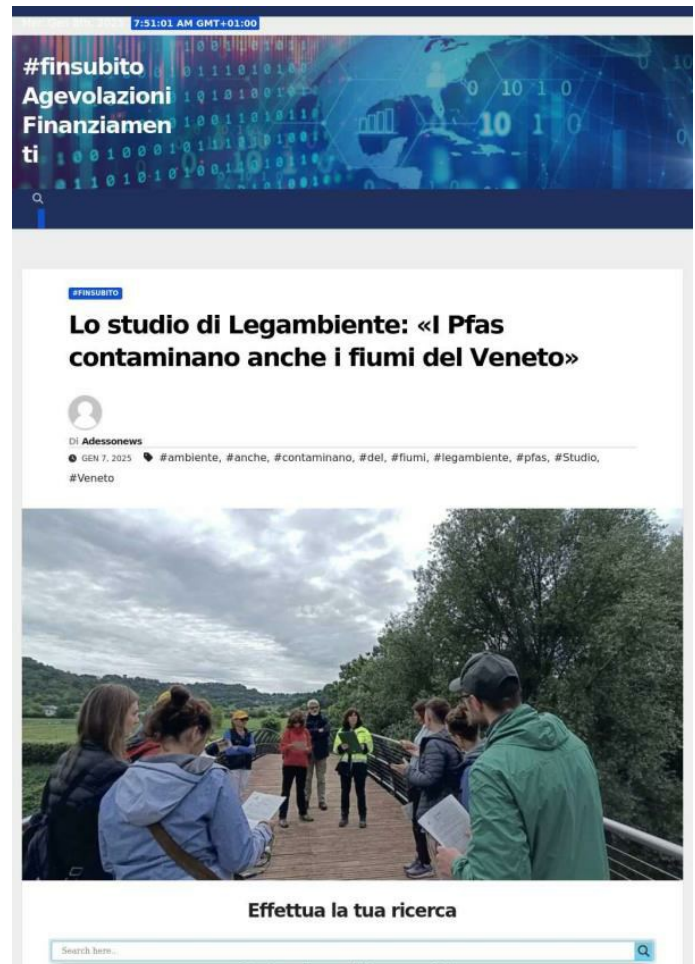 7:51:01 AM GMT+01:00
#finsubito
Agevolazioni
Finanziamen
ti
#FINSUBITO
Lo studio di Legambiente: «I Pfas
contaminano anche i fiumi del Veneto»
Di Adessonews
GEN 7, 2025 #ambiente, #anche, #contaminano, #del, #fiumi, #legambiente, #pfas, #Studio,
#Veneto
Effettua la tua ricerca
Search here..